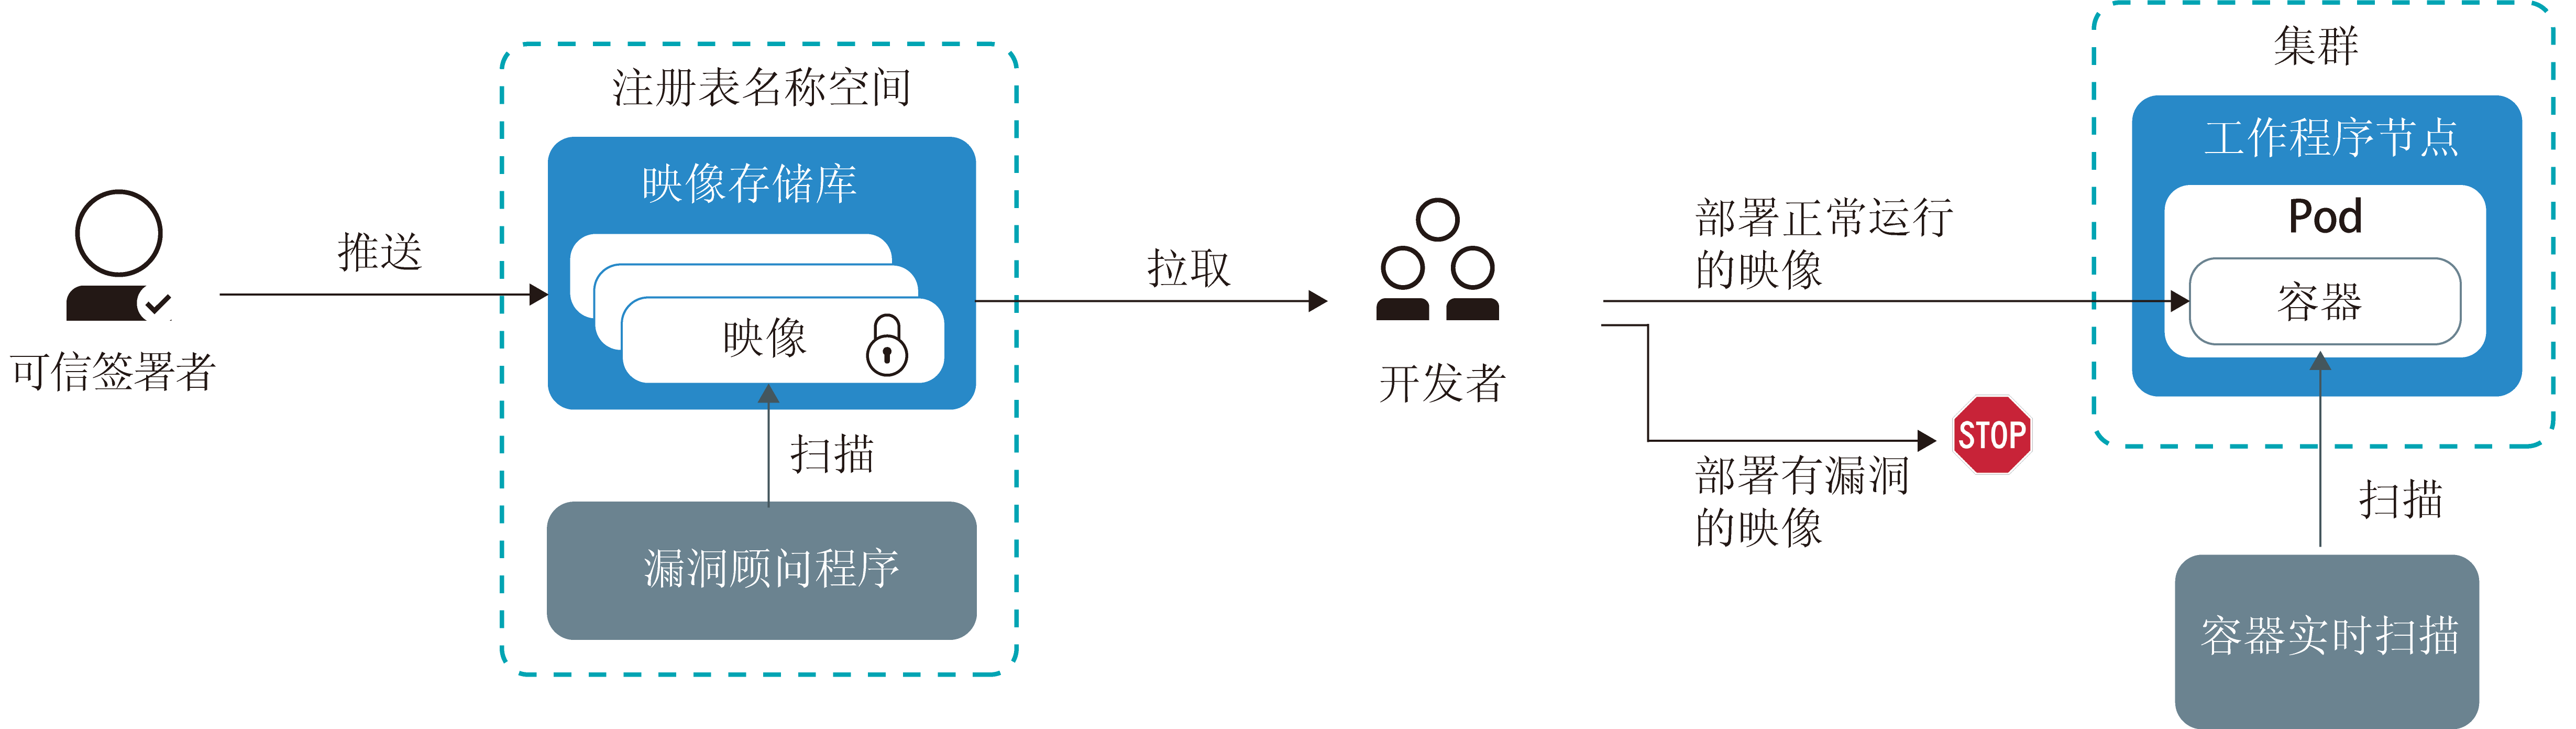 可信签署者
推送
注册表名称空间
映像存储库
映像
扫描
漏洞顾问程序
拉取
开发者
部署正常运行
的映像
部署有漏洞
的映像
STOP
集群
工作程序节点
Pod
容器
扫描
容器实时扫描